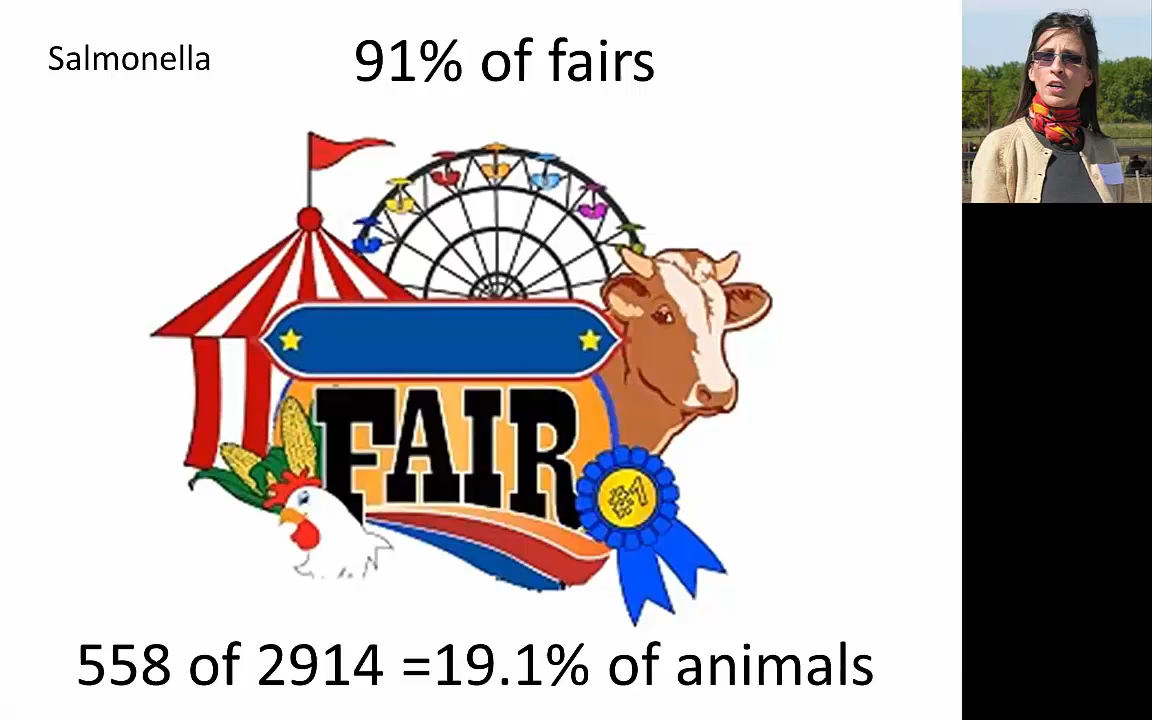 Salmonella
91% of fairs
FAIR
#1
558 of 2914 =19.1% of animals